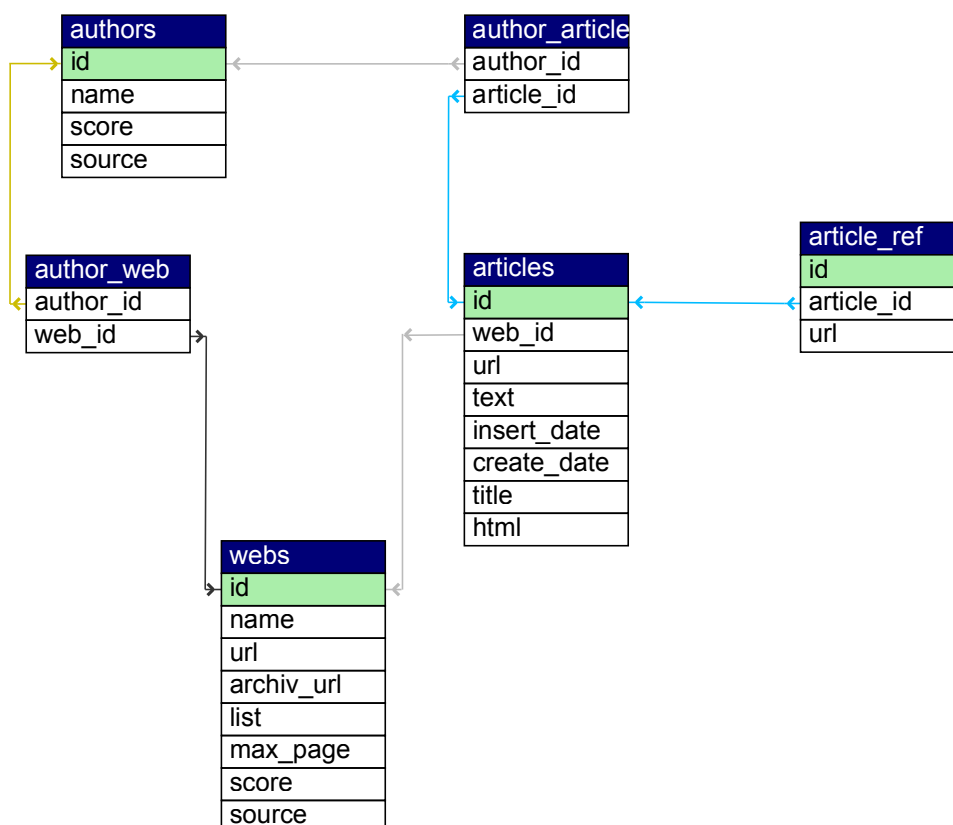 authors
id
name
score
source
author_article
author_id
article_id
author_web
author_id
web_id
articles
id
web_id
url
text
insert_date
create_date
title
html
article_ref
id
article_id
url
webs
id
name
url
archiv_url
list
max_page
score
source